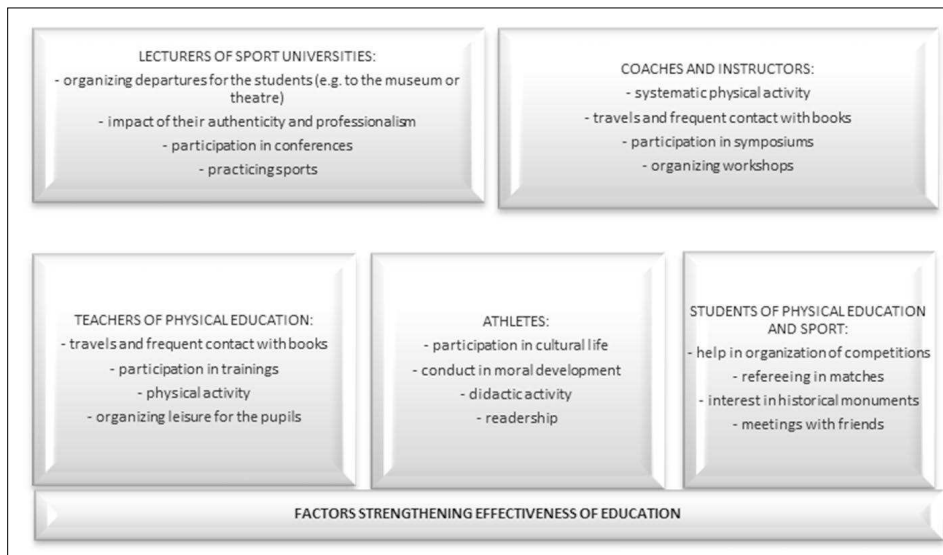 LECTURERS OF SPORT UNIVERSITIES:
- organizing departures for the students (e.g. to the museum or
theatre)
- impact of their authenticity and professionalism
- participation in conferences
- practicing sports
COACHES AND INSTRUCTORS:
- systematic physical activity
- travels and frequent contact with books
- participation in symposiums
- organizing workshops
TEACHERS OF PHYSICAL EDUCATION:
- travels and frequent contact with books
- participation in trainings
- physical activity
- organizing leisure for the pupils
ATHLETES:
- participation in cultural life
- conduct in moral development
- didactic activity
- readership
STUDENTS OF PHYSICAL EDUCATION
AND SPORT:
- help in organization of competitions
- refereeing in matches
- interest in historical monuments
- meetings with friends
FACTORS STRENGTHENING EFFECTIVENESS OF EDUCATION